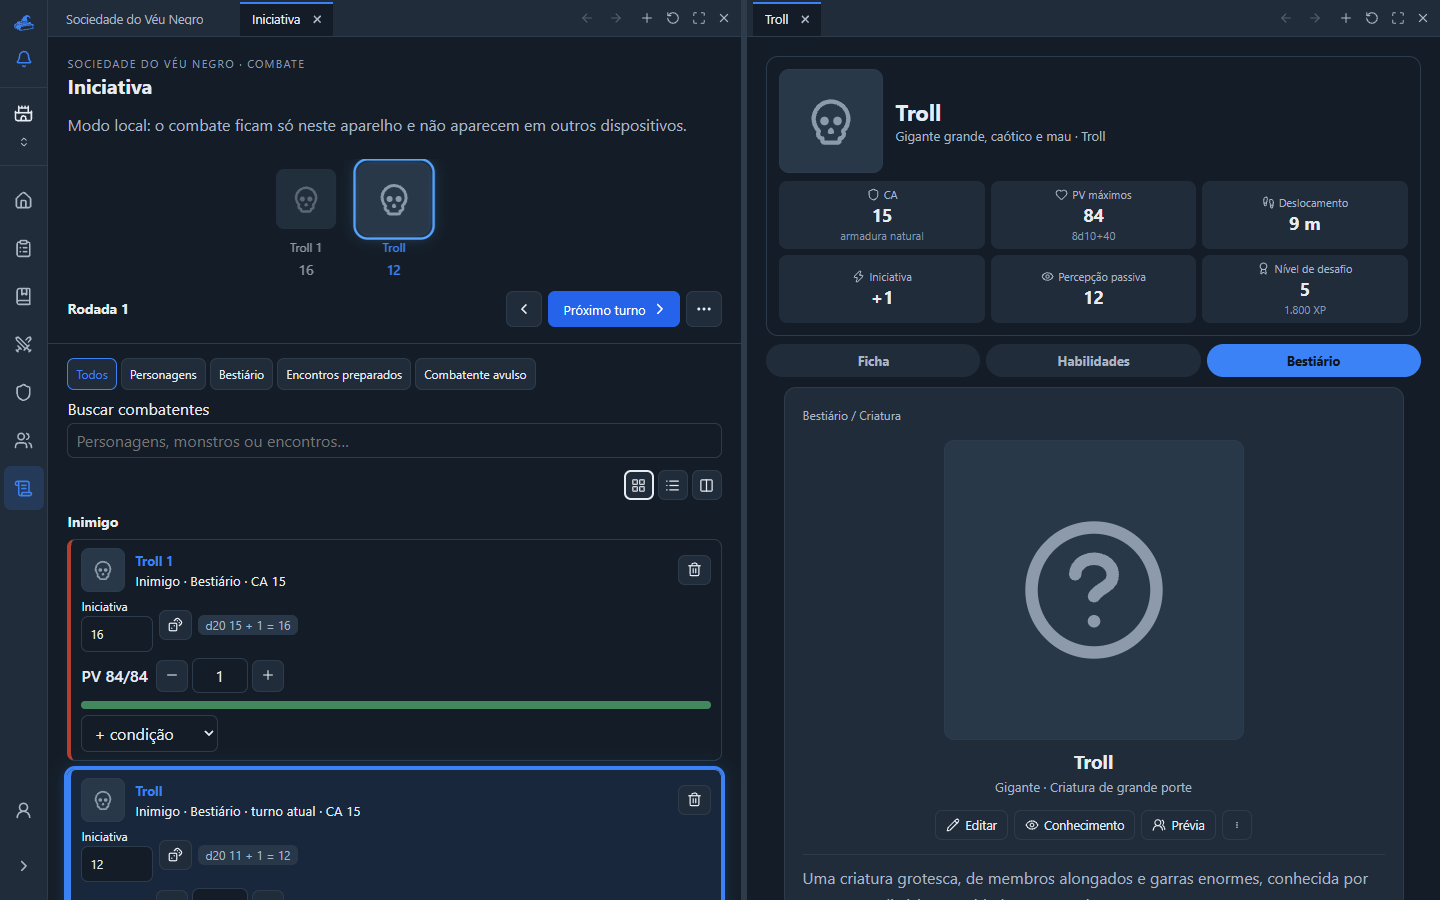 Sociedade do Véu Negro
Iniciativa
SOCIEDADE DO VÉU NEGRO · COMBATE
Iniciativa
Modo local: o combate ficam só neste aparelho e não aparecem em outros dispositivos.
Troll 1
16
Troll
12
Rodada 1
Próximo turno
Todos
Personagens
Bestiário
Encontros preparados
Combatente avulso
Buscar combatentes
Personagens, monstros ou encontros...
Inimigo
Troll 1
Inimigo · Bestiário · CA 15
Iniciativa
16
d20 15 + 1 = 16
PV 84/84
1
+ condição
Troll
Inimigo · Bestiário · turno atual · CA 15
Iniciativa
12
d20 11 + 1 = 12
Troll
Troll
Gigante grande, caótico e mau · Troll
CA
15
armadura natural
PV máximos
84
8d10+40
Deslocamento
9 m
Iniciativa
+1
Percepção passiva
12
Nível de desafio
5
1.800 XP
Ficha
Habilidades
Bestiário
Bestiário / Criatura
Troll
Gigante · Criatura de grande porte
Editar
Conhecimento
Prévia
Uma criatura grotesca, de membros alongados e garras enormes, conhecida por